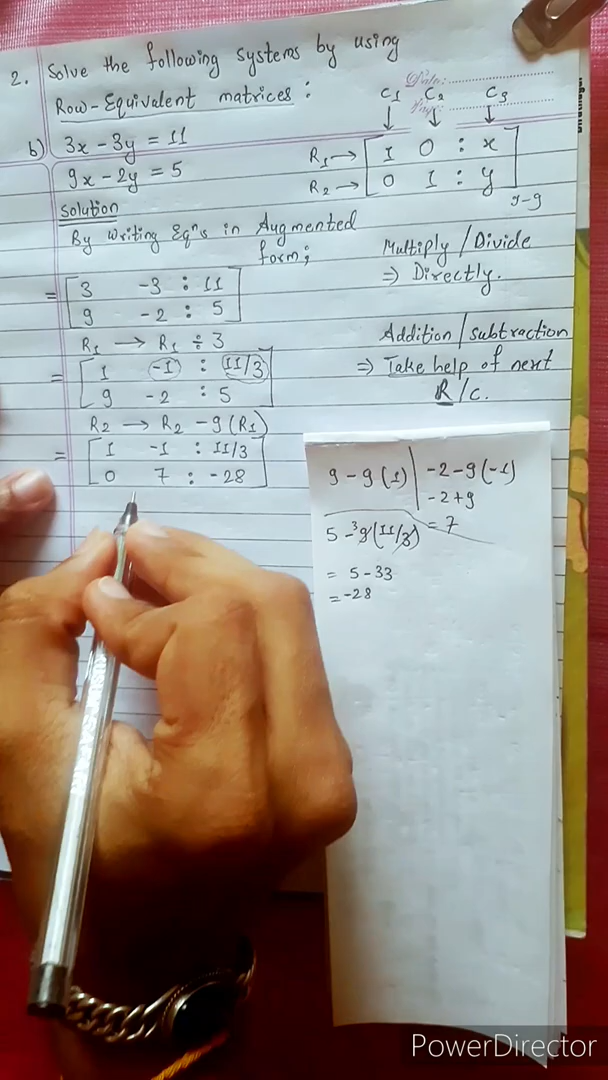 2. Solve the following systems by using
Row-Equivalent matrices :
b) 3x - 3y = 11
9x - 2y = 5
C1 C2 C3
R1 → [ 1 0 : x
R2 → 0 1 : y ]
Solution
By writing Eqns in Augmented
form;
= [ 3 -3 : 11
9 -2 : 5 ]
R1 → R1 ÷ 3
= [ 1 -1 : 11/3
9 -2 : 5 ]
R2 → R2 - 9(R1)
= [ 1 -1 : 11/3
0 7 : -28 ]
Multiply / Divide
⇒ Directly.
Addition / subtraction
⇒ Take help of next
R/c.
9 - 9(1) | -2 - 9(-1)
-2 + 9
= 7
5 - 9(11/3)
= 5 - 33
= -28
PowerDirector